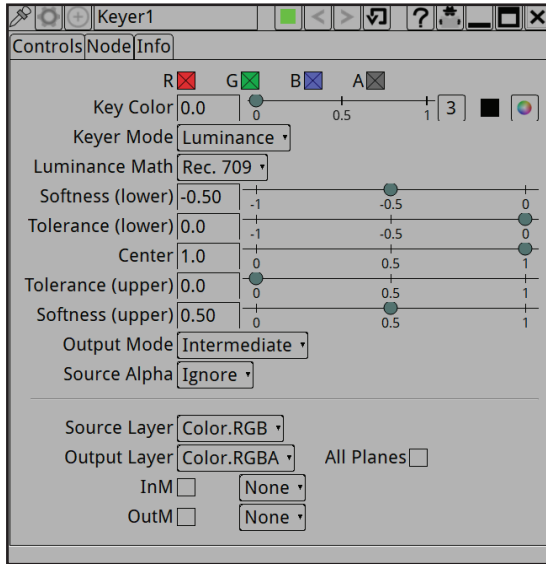 Keyer1 < > ?
Controls Node Info
R G B A
Key Color 0.0 0 0.5 1 3
Keyer Mode Luminance
Luminance Math Rec. 709
Softness (lower) -0.50 -1 -0.5 0
Tolerance (lower) 0.0 -1 -0.5 0
Center 1.0 0 0.5 1
Tolerance (upper) 0.0 0 0.5 1
Softness (upper) 0.50 0 0.5 1
Output Mode Intermediate
Source Alpha Ignore
Source Layer Color.RGB
Output Layer Color.RGBA All Planes
InM None
OutM None